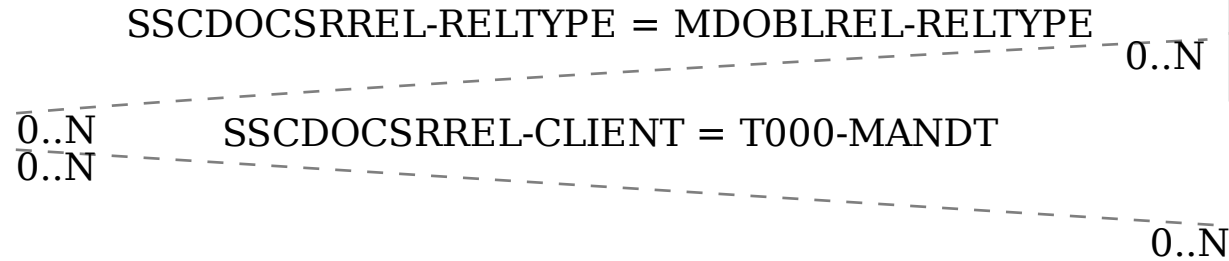 SSCDOCSRREL-RELTYPE = MDOBLREL-RELTYPE
0..N
0..N
SSCDOCSRREL-CLIENT = T000-MANDT
0..N
0..N